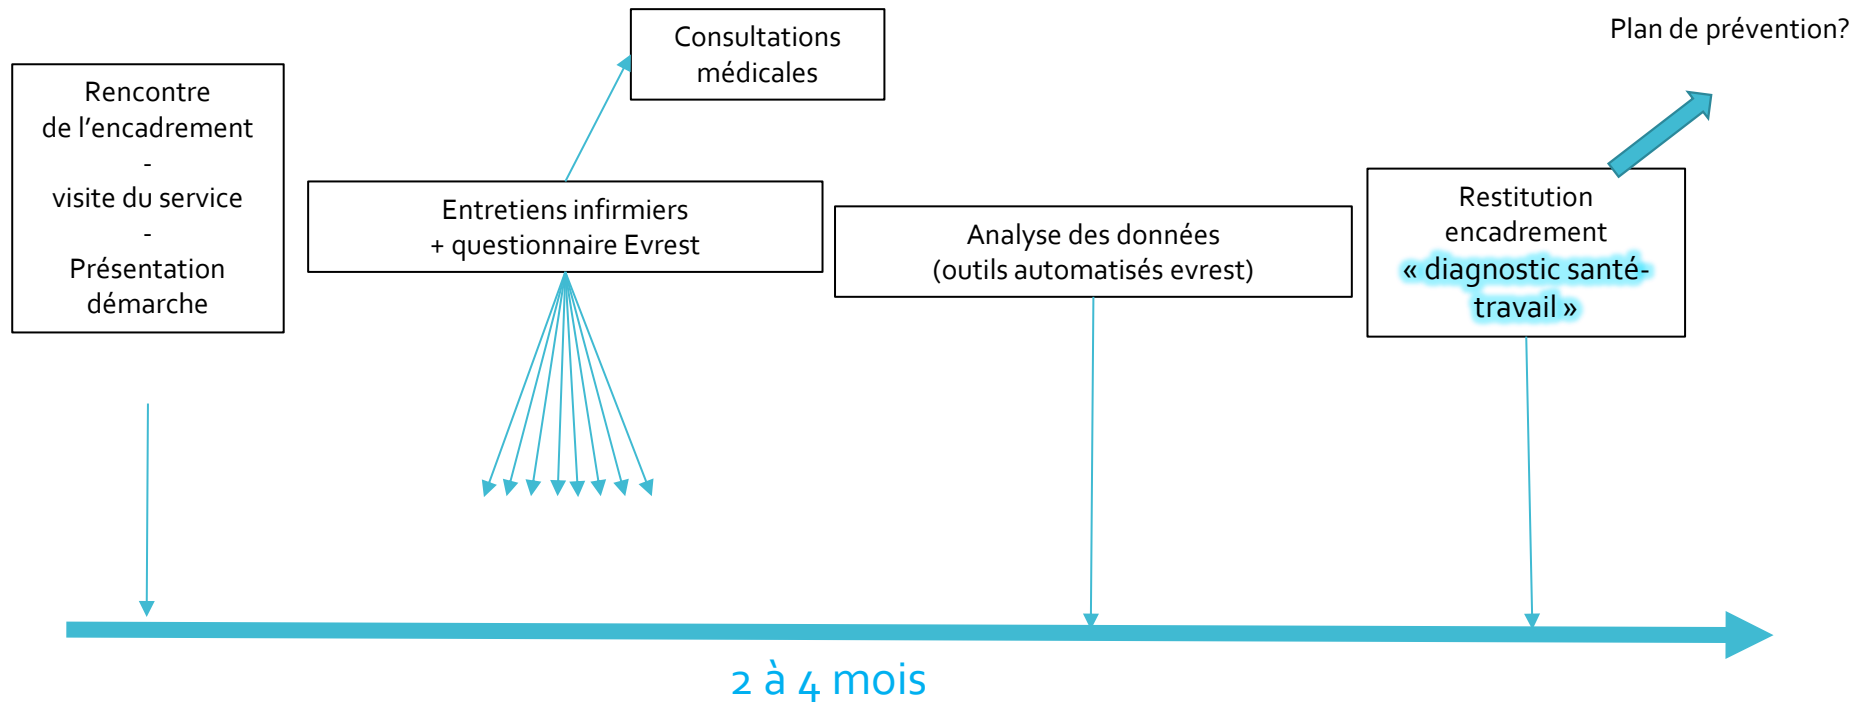 Rencontre
de l’encadrement
-
visite du service
-
Présentation
démarche
Consultations
médicales
Entretiens infirmiers
+ questionnaire Evrest
Analyse des données
(outils automatisés evrest)
Restitution
encadrement
« diagnostic santé-
travail »
Plan de prévention?
2 à 4 mois